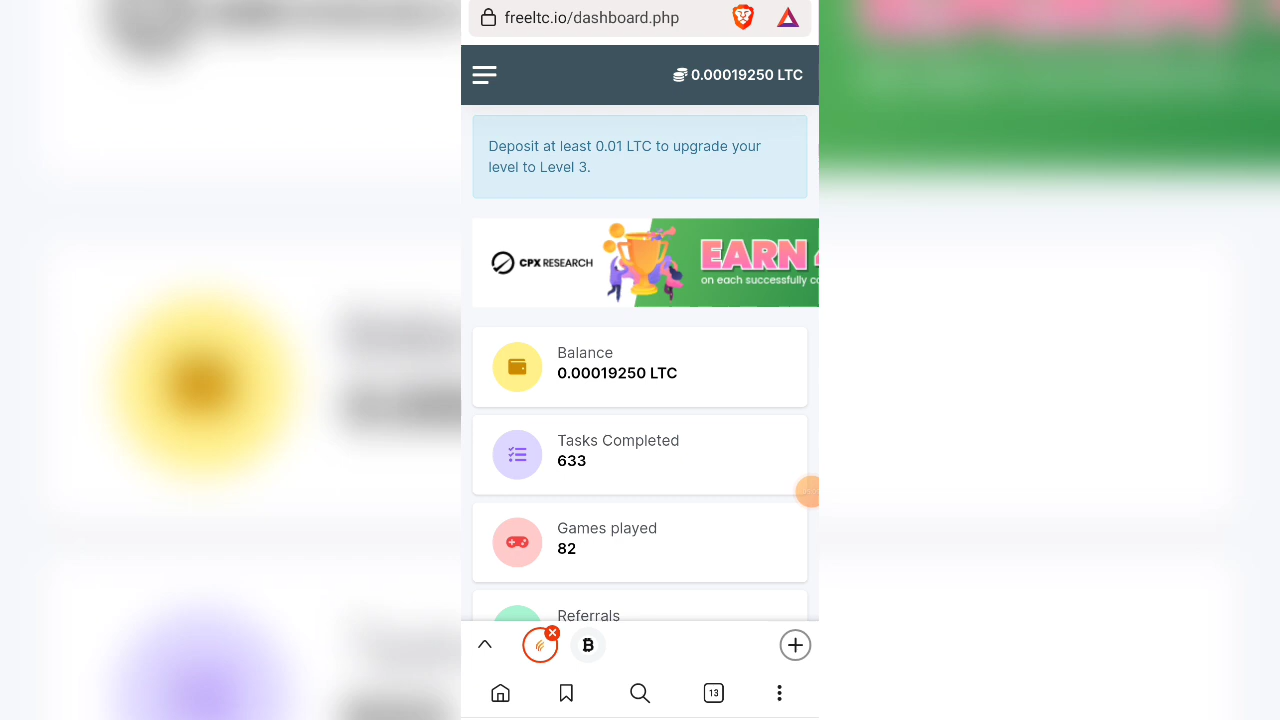 freeltc.io/dashboard.php
0.00019250 LTC
Deposit at least 0.01 LTC to upgrade your
level to Level 3.
CPX RESEARCH
EARN
on each successfully
Balance
0.00019250 LTC
Tasks Completed
633
Games played
82
Referrals
13